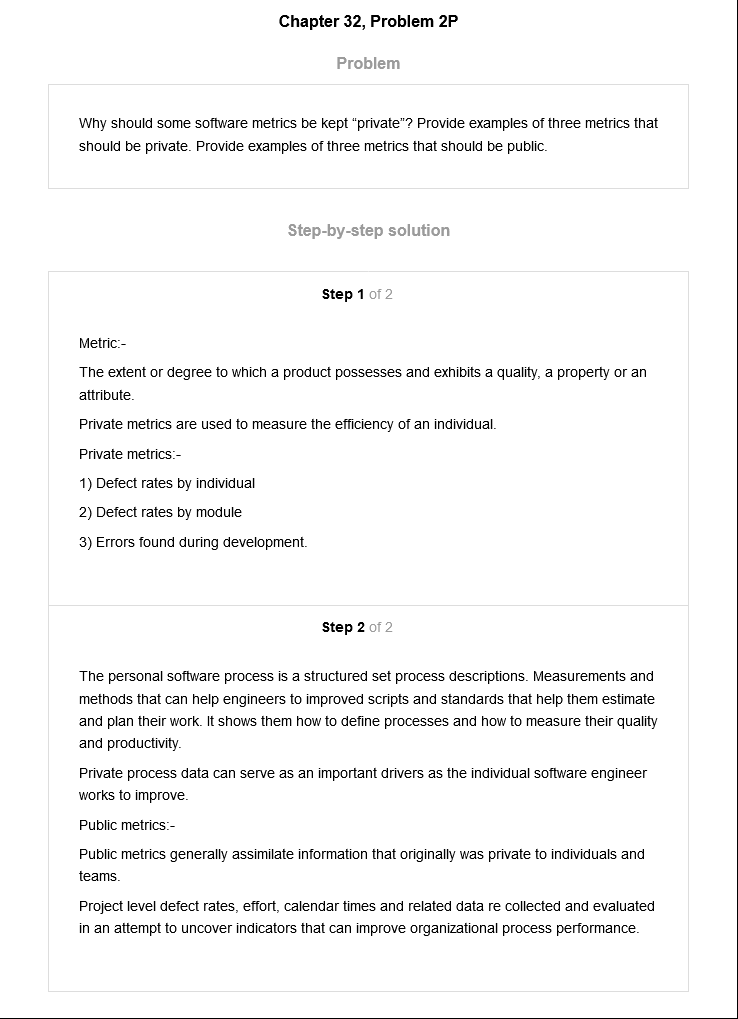 Chapter 32, Problem 2P
Problem
Why should some software metrics be kept “private”? Provide examples of three metrics that
should be private. Provide examples of three metrics that should be public.
Step-by-step solution
Step 1 of 2
Metric:-
The extent or degree to which a product possesses and exhibits a quality, a property or an
attribute.
Private metrics are used to measure the efficiency of an individual.
Private metrics:-
1) Defect rates by individual
2) Defect rates by module
3) Errors found during development.
Step 2 of 2
The personal software process is a structured set process descriptions. Measurements and
methods that can help engineers to improved scripts and standards that help them estimate
and plan their work. It shows them how to define processes and how to measure their quality
and productivity.
Private process data can serve as an important drivers as the individual software engineer
works to improve.
Public metrics:-
Public metrics generally assimilate information that originally was private to individuals and
teams.
Project level defect rates, effort, calendar times and related data re collected and evaluated
in an attempt to uncover indicators that can improve organizational process performance.